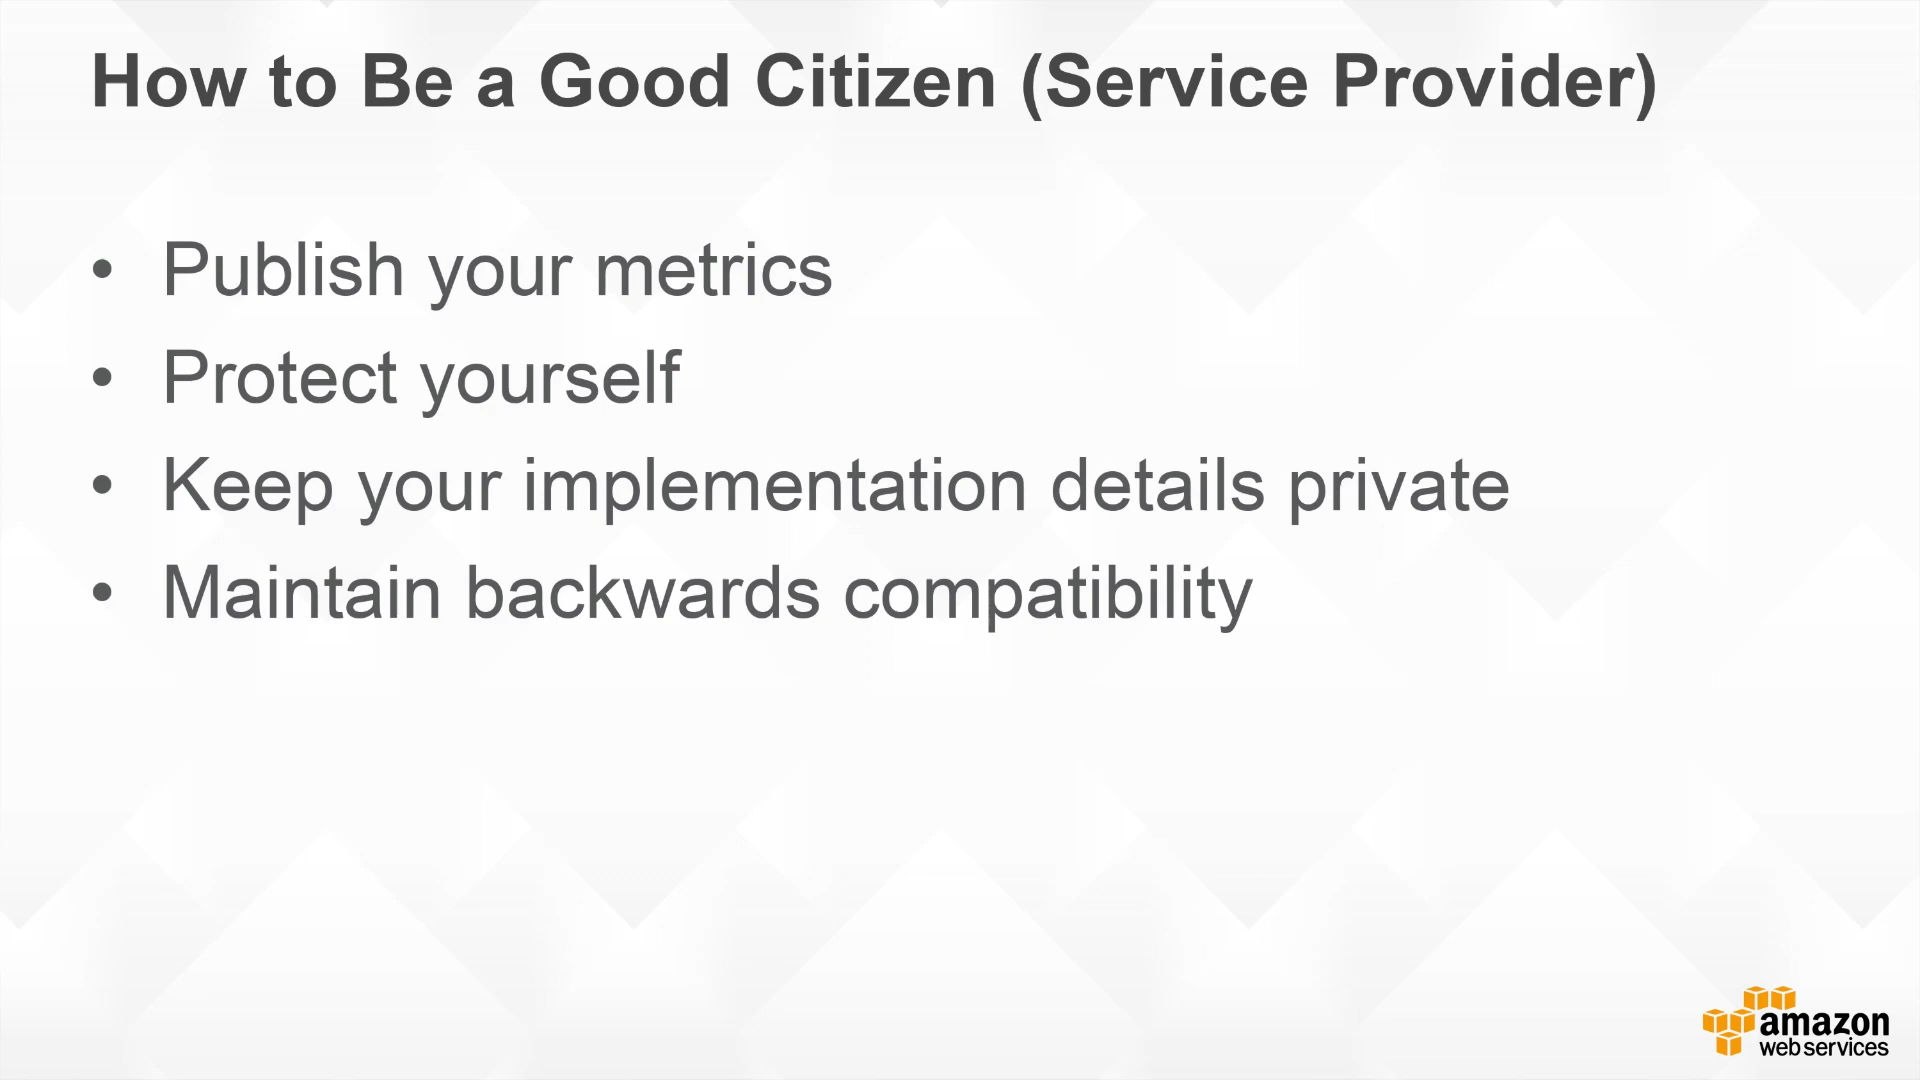 How to Be a Good Citizen (Service Provider)
• Publish your metrics
• Protect yourself
• Keep your implementation details private
• Maintain backwards compatibility
amazon
web services